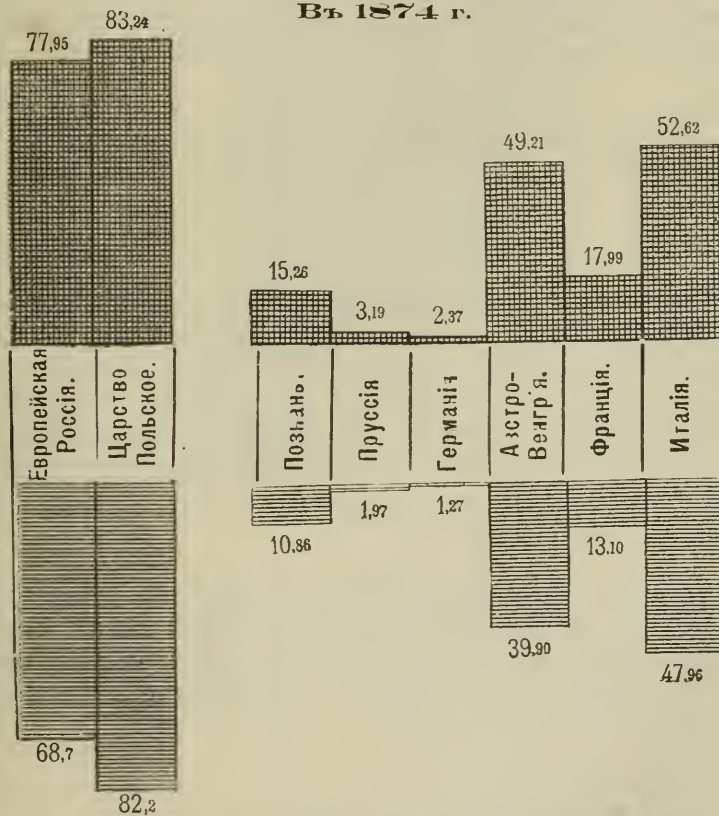 Въ 1874 г.
77,95
83,24
15,26
3,19
2,37
49,21
17,99
52,62
Европейская
Россія.
Царство
Польское.
Познань.
Пруссія
Германія
Австро-
Венгрія.
Франція.
Италія.
68,7
82,2
10,86
1,97
1,27
39,90
13,10
47,96